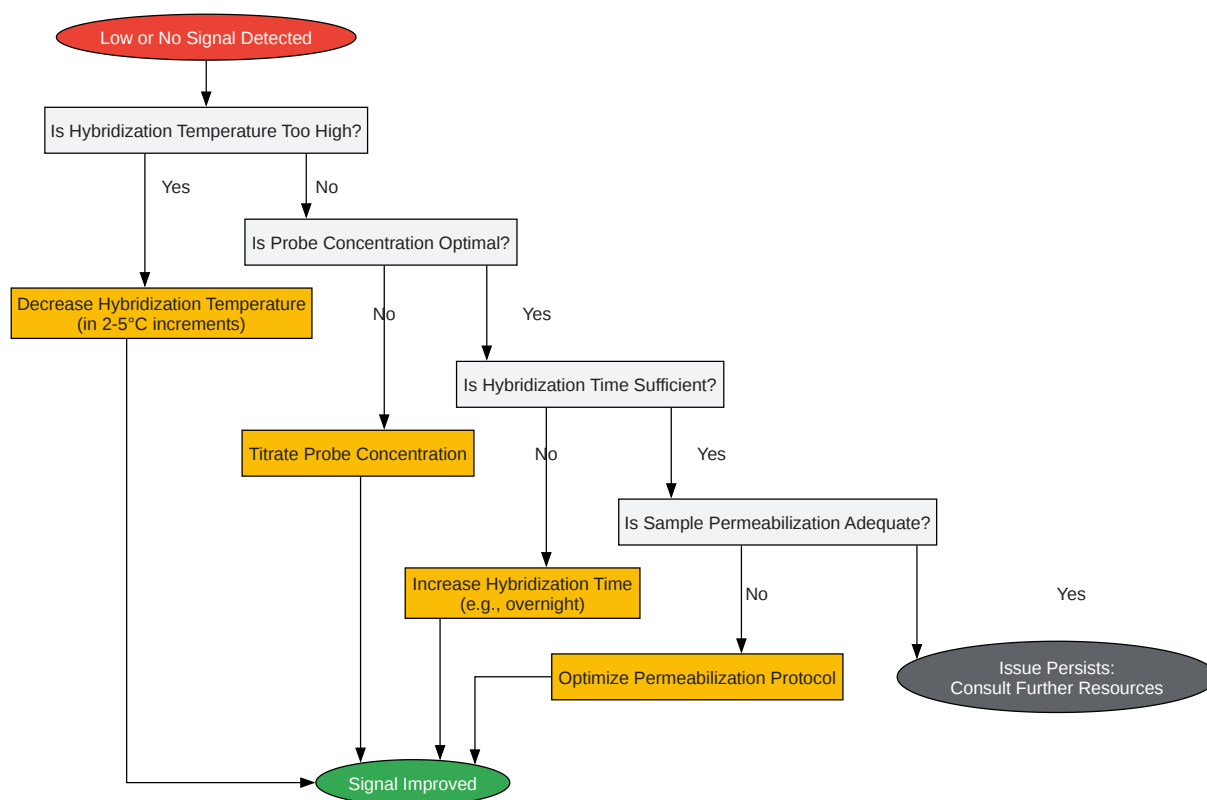 Low or No Signal Detected
Is Hybridization Temperature Too High?
Yes
No
Is Probe Concentration Optimal?
Decrease Hybridization Temperature
(in 2-5°C increments)
No
Yes
Is Hybridization Time Sufficient?
Titrate Probe Concentration
No
Yes
Is Sample Permeabilization Adequate?
Increase Hybridization Time
(e.g., overnight)
No
Yes
Optimize Permeabilization Protocol
Issue Persists:
Consult Further Resources
Signal Improved